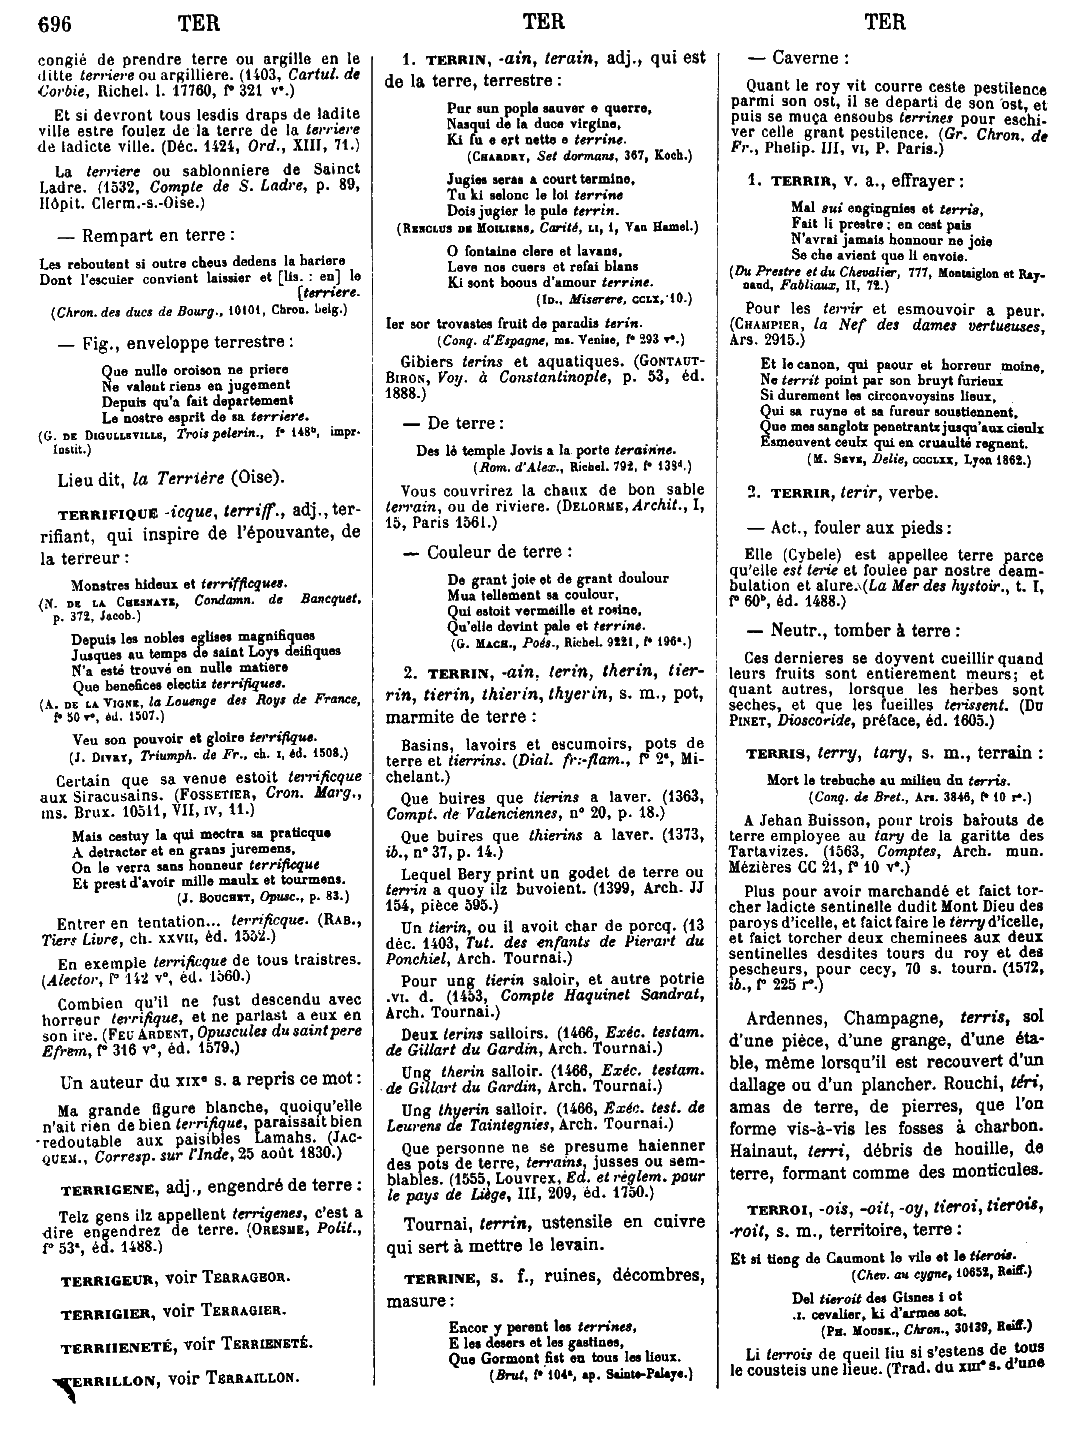 696 TER TER TER
congié de prendre terre ou argille en le
ditte terriere ou argilliere. (1403, Cartul. de
Corbie, Richel. l. 17760, f° 321 v°.)
Et si devront tous lesdis draps de ladite
ville estre foulez de la terre de la terriere
de ladicte ville. (Déc. 1424, Ord., XIII, 71.)
La terriere ou sablonniere de Sainct
Ladre. (1532, Compte de S. Ladre, p. 89,
Hôpit. Clerm.-s.-Oise.)
— Rempart en terre :
Les reboutent si outre cheus dedens la bariere
Dont l'escuier convient laissier et [lis. : en] le
[terriere.
(Chron. des ducs de Bourg., 10101, Chron. belg.)
— Fig., enveloppe terrestre :
Que nulle oroison ne priere
Ne valent riens en jugement
Depuis qu'a fait departement
Le nostre esprit de sa terriere.
(G. DE DIGULLEVILLE, Trois pelerin., f° 148ᵇ, impr.
Instit.)
Lieu dit, la Terrière (Oise).
TERRIFIQUE -icque, terriff., adj., ter-
rifiant, qui inspire de l'épouvante, de
la terreur :
Monstres hideux et terrifficques.
(N. DE LA CHESNAYE, Condamn. de Bancquet,
p. 372, Jacob.)
Depuis les nobles eglises magnifiques
Jusques au temps de saint Loys deifiques
N'a esté trouvé en nulle matiere
Que benefices electiz terrifiques.
(A. DE LA VIGNE, la Louenge des Roys de France,
f° 50 r°, éd. 1507.)
Veu son pouvoir et gloire terrifique.
(J. DIVRY, Triumph. de Fr., ch. I, éd. 1508.)
Certain que sa venue estoit terrificque
aux Siracusains. (FOSSETIER, Cron. Marg.,
ms. Brux. 10511, VII, IV, 11.)
Mais cestuy la qui mectra sa praticque
A detracter et en grans juremens,
On le verra sans honneur terrificque
Et prest d'avoir mille maulx et tourmens.
(J. BOUCHET, Opusc., p. 83.)
Entrer en tentation... terrificque. (RAB.,
Tiers Livre, ch. XXVII, éd. 1552.)
En exemple terrificque de tous traistres.
(Alector, f° 142 v°, éd. 1560.)
Combien qu'il ne fust descendu avec
horreur terrifique, et ne parlast a eux en
son ire. (FEU ARDENT, Opuscules du saint pere
Efrem, f° 316 v°, éd. 1579.)
Un auteur du XIXᵉ s. a repris ce mot :
Ma grande figure blanche, quoiqu'elle
n'ait rien de bien terrifique, paraissait bien
redoutable aux paisibles Lamahs. (JAC-
QUEM., Corresp. sur l'Inde, 25 août 1830.)
TERRIGENE, adj., engendré de terre :
Telz gens ilz appellent terrigenes, c'est a
dire engendrez de terre. (ORESME, Polit.,
f° 53ᵃ, éd. 1488.)
TERRIGEUR, voir TERRAGEOR.
TERRIGIER, voir TERRAGIER.
TERRIIENETÉ, voir TERRIENETÉ.
TERRILLON, voir TERRAILLON.
1. TERRIN, -ain, terain, adj., qui est
de la terre, terrestre :
Pur sun pople sauver e querre,
Nasqui de la duce virgine,
Ki fu e ert nette e terrine.
(CHARDRY, Set dormans, 367, Koch.)
Jugies seras a court termine,
Tu ki selonc le loi terrine
Dois jugier le pule terrin.
(RENCLUS DE MOILIENS, Carité, LI, 1, Van Hamel.)
O fontaine clere et lavans,
Leve nos cuers et refai blans
Ki sont boous d'amour terrine.
(ID., Miserere, CCLX, 10.)
Ier sor trovastes fruit de paradis terin.
(Conq. d'Espagne, ms. Venise, f° 293 r°.)
Gibiers terins et aquatiques. (GONTAUT-
BIRON, Voy. à Constantinople, p. 53, éd.
1888.)
— De terre :
Des lé temple Jovis a la porte terainne.
(Rom. d'Alex., Richel. 792, f° 138ᵈ.)
Vous couvrirez la chaux de bon sable
terrain, ou de riviere. (DELORME, Archit., I,
15, Paris 1561.)
— Couleur de terre :
De grant joie et de grant doulour
Mua tellement sa coulour,
Qui estoit vermeille et rosine,
Qu'elle devint pale et terrine.
(G. MACH., Poés., Richel. 9221, f° 196ᵃ.)
2. TERRIN, -ain, terin, therin, tier-
rin, tierin, thierin, thyerin, s. m., pot,
marmite de terre :
Basins, lavoirs et escumoirs, pots de
terre et tierrins. (Dial. fr:-flam., f° 2ᵃ, Mi-
chelant.)
Que buires que tierins a laver. (1363,
Compt. de Valenciennes, n° 20, p. 18.)
Que buires que thierins a laver. (1373,
ib., n° 37, p. 14.)
Lequel Bery print un godet de terre ou
terrin a quoy ilz buvoient. (1399, Arch. JJ
154, pièce 595.)
Un tierin, ou il avoit char de porcq. (13
déc. 1403, Tut. des enfants de Pierart du
Ponchiel, Arch. Tournai.)
Pour ung tierin saloir, et autre potrie
.VI. d. (1453, Compte Haquinet Sandrat,
Arch. Tournai.)
Deux terins salloirs. (1466, Exéc. testam.
de Gillart du Gardin, Arch. Tournai.)
Ung therin salloir. (1466, Exéc. testam.
de Gillart du Gardin, Arch. Tournai.)
Ung thyerin salloir. (1466, Exéc. test. de
Leurens de Taintegnies, Arch. Tournai.)
Que personne ne se presume haienner
des pots de terre, terrains, jusses ou sem-
blables. (1555, Louvrex, Ed. et règlem. pour
le pays de Liège, III, 209, éd. 1750.)
Tournai, terrin, ustensile en cuivre
qui sert à mettre le levain.
TERRINE, s. f., ruines, décombres,
masure :
Encor y perent les terrines,
E les desers et les gastines,
Que Gormont fist en tous les lieux.
(Brut, f° 104ᵃ, ap. Sainte-Palaye.)
— Caverne :
Quant le roy vit courre ceste pestilence
parmi son ost, il se departi de son ost, et
puis se muça ensoubs terrines pour eschi-
ver celle grant pestilence. (Gr. Chron. de
Fr., Phelip. III, VI, P. Paris.)
1. TERRIR, v. a., effrayer :
Mal sui engingnies et terris,
Fait li prestre ; en cest païs
N'avrai jamais honnour ne joie
Se che avient que li envoie.
(Du Prestre et du Chevalier, 777, Montaiglon et Ray-
naud, Fabliaux, II, 72.)
Pour les terrir et esmouvoir a peur.
(CHAMPIER, la Nef des dames vertueuses,
Ars. 2915.)
Et le canon, qui paour et horreur moine,
Ne territ point par son bruyt furieux
Si durement les circonvoysins lieux,
Qui sa ruyne et sa fureur soustiennent,
Que mes sanglotz penetrantz jusqu'aux cieulx
Esmeuvent ceulx qui en cruaulté regnent.
(M. SEVE, Delie, CCCLXX, Lyon 1862.)
2. TERRIR, terir, verbe.
— Act., fouler aux pieds :
Elle (Cybele) est appellee terre parce
qu'elle est terie et foulee par nostre deam-
bulation et alure. (La Mer des hystoir., t. I,
f° 60ᵇ, éd. 1488.)
— Neutr., tomber à terre :
Ces dernieres se doyvent cueillir quand
leurs fruits sont entierement meurs; et
quant autres, lorsque les herbes sont
seches, et que les fueilles terissent. (DU
PINET, Dioscoride, préface, éd. 1605.)
TERRIS, terry, tary, s. m., terrain :
Mort le trebuche au milieu du terris.
(Conq. de Bret., Ars. 3846, f° 10 r°.)
A Jehan Buisson, pour trois barouts de
terre employee au tary de la garitte des
Tartavizes. (1563, Comptes, Arch. mun.
Mézières CC 21, f° 10 v°.)
Plus pour avoir marchandé et faict tor-
cher ladicte sentinelle dudit Mont Dieu des
paroys d'icelle, et faict faire le terry d'icelle,
et faict torcher deux cheminees aux deux
sentinelles desdites tours du roy et des
pescheurs, pour cecy, 70 s. tourn. (1572,
ib., f° 225 r°.)
Ardennes, Champagne, terris, sol
d'une pièce, d'une grange, d'une éta-
ble, même lorsqu'il est recouvert d'un
dallage ou d'un plancher. Rouchi, téri,
amas de terre, de pierres, que l'on
forme vis-à-vis les fosses à charbon.
Hainaut, terri, débris de houille, de
terre, formant comme des monticules.
TERROI, -ois, -oit, -oy, tieroi, tierois,
-roit, s. m., territoire, terre :
Et si tieng de Caumont le vile et le tierois.
(Chev. au cygne, 10652, Reiff.)
Del tieroit des Gisnes i ot
.I. cevalier, ki d'armes sot.
(PH. MOUSK., Chron., 30139, Reiff.)
Li terrois de queil liu si s'estens de tous
le cousteis une lieue. (Trad. du XIIIᵉ s. d'une